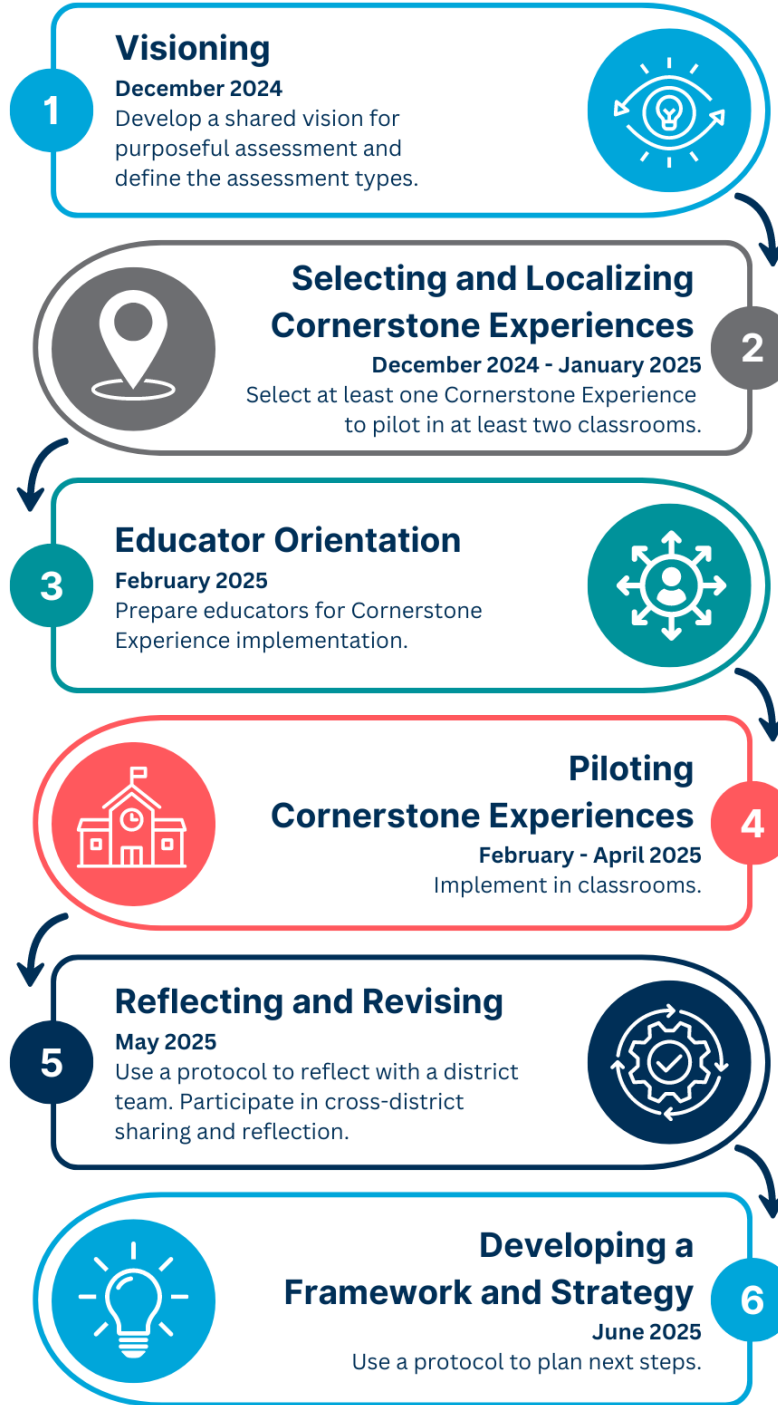 1
Visioning
December 2024
Develop a shared vision for
purposeful assessment and
define the assessment types.
2
Selecting and Localizing
Cornerstone Experiences
December 2024 - January 2025
Select at least one Cornerstone Experience
to pilot in at least two classrooms.
3
Educator Orientation
February 2025
Prepare educators for Cornerstone
Experience implementation.
4
Piloting
Cornerstone Experiences
February - April 2025
Implement in classrooms.
5
Reflecting and Revising
May 2025
Use a protocol to reflect with a district
team. Participate in cross-district
sharing and reflection.
6
Developing a
Framework and Strategy
June 2025
Use a protocol to plan next steps.